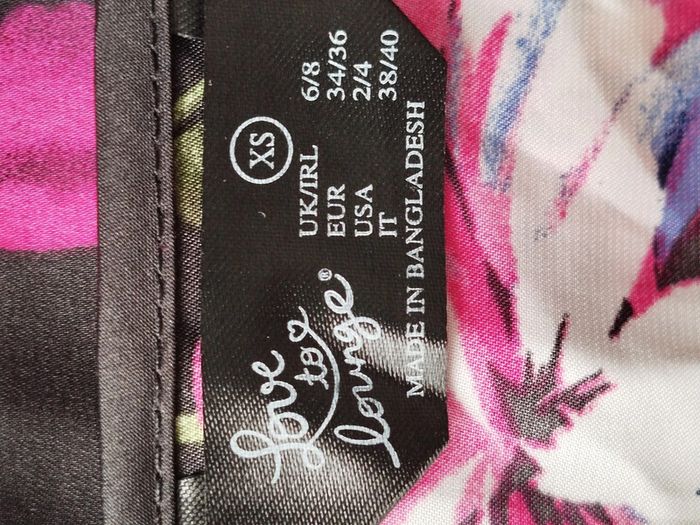 love
to
lounge®
XS
UK/IRL 6/8
EUR 34/36
USA 2/4
IT 38/40
MADE IN BANGLADESH